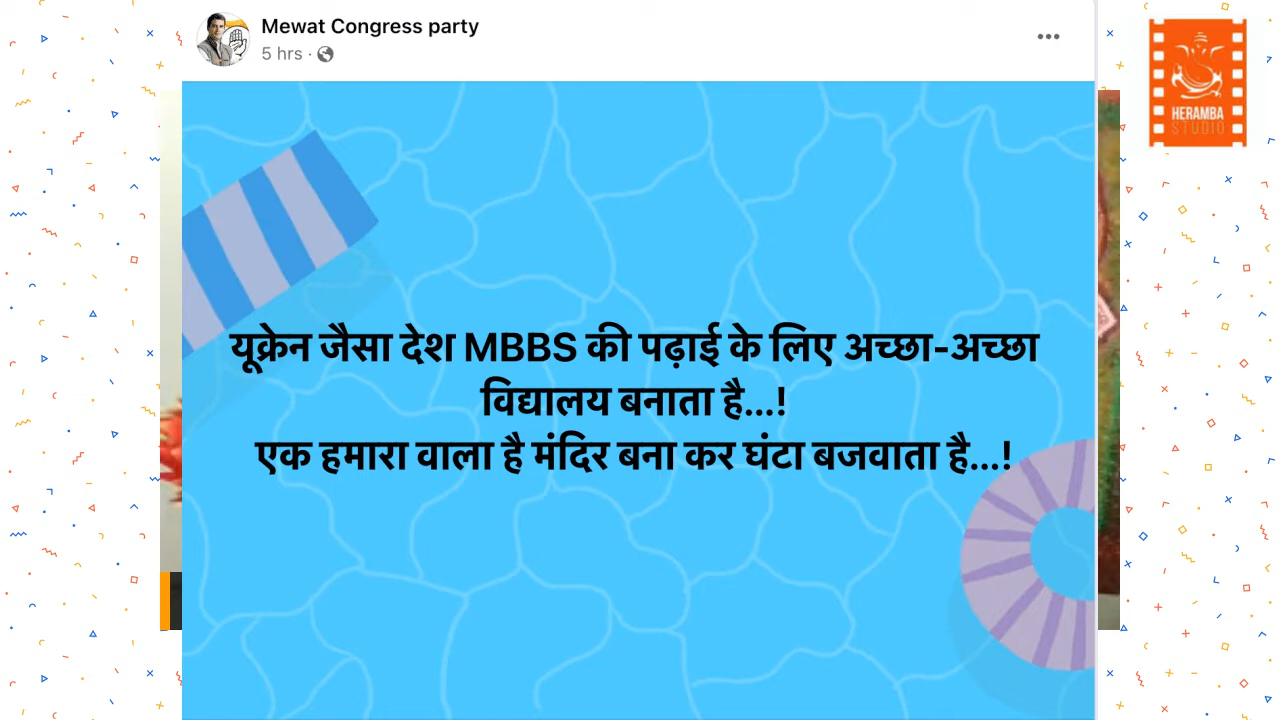 Mewat Congress party
5 hrs ·
HERAMBA
STUDIO
यूक्रेन जैसा देश MBBS की पढ़ाई के लिए अच्छा-अच्छा
विद्यालय बनाता है...!
एक हमारा वाला है मंदिर बना कर घंटा बजवाता है...!